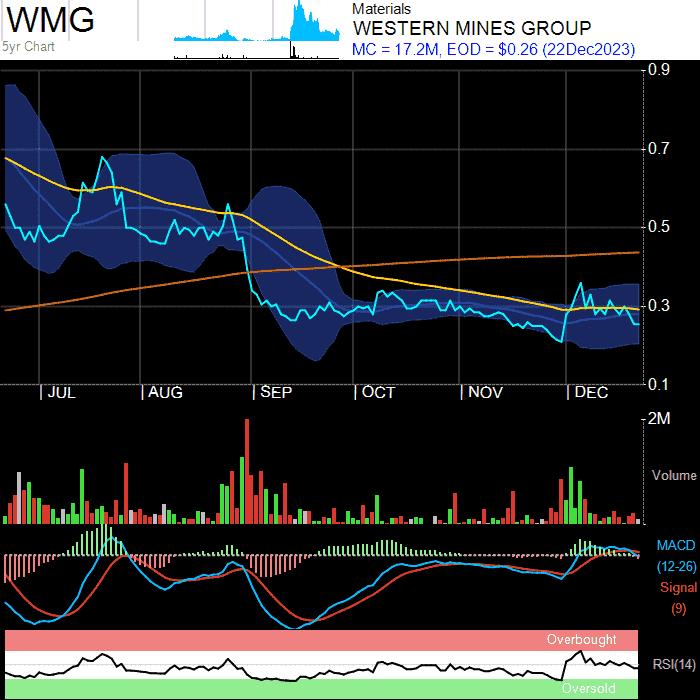 WMG
5yr Chart
Materials
WESTERN MINES GROUP
MC = 17.2M, EOD = $0.26 (22Dec2023)
0.9
0.7
0.5
0.3
0.1
JUL AUG SEP OCT NOV DEC
2M
Volume
MACD
(12-26)
Signal
(9)
Overbought
RSI(14)
Oversold